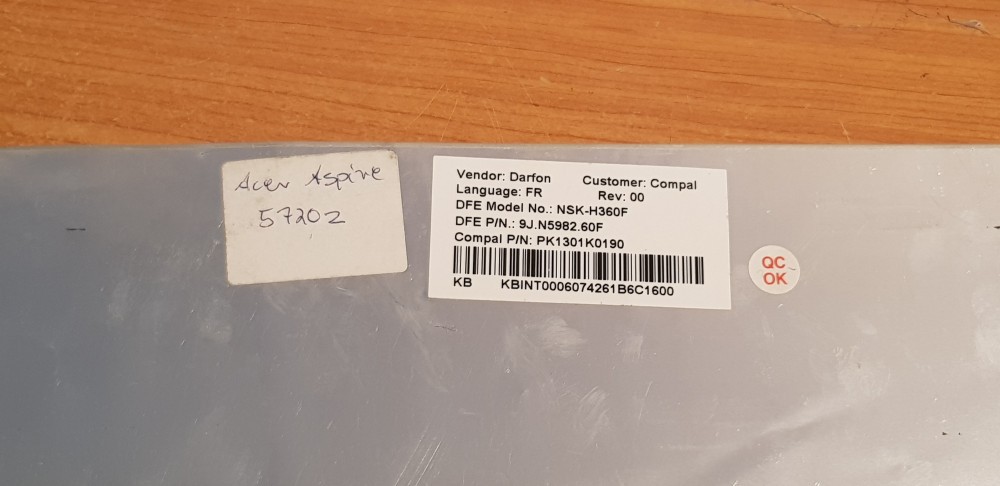 Acer Aspire
5720Z
Vendor: Darfon Customer: Compal
Language: FR Rev: 00
DFE Model No.: NSK-H360F
DFE P/N.: 9J.N5982.60F
Compal P/N: PK1301K0190
KB KBINT0006074261B6C1600
QC
OK